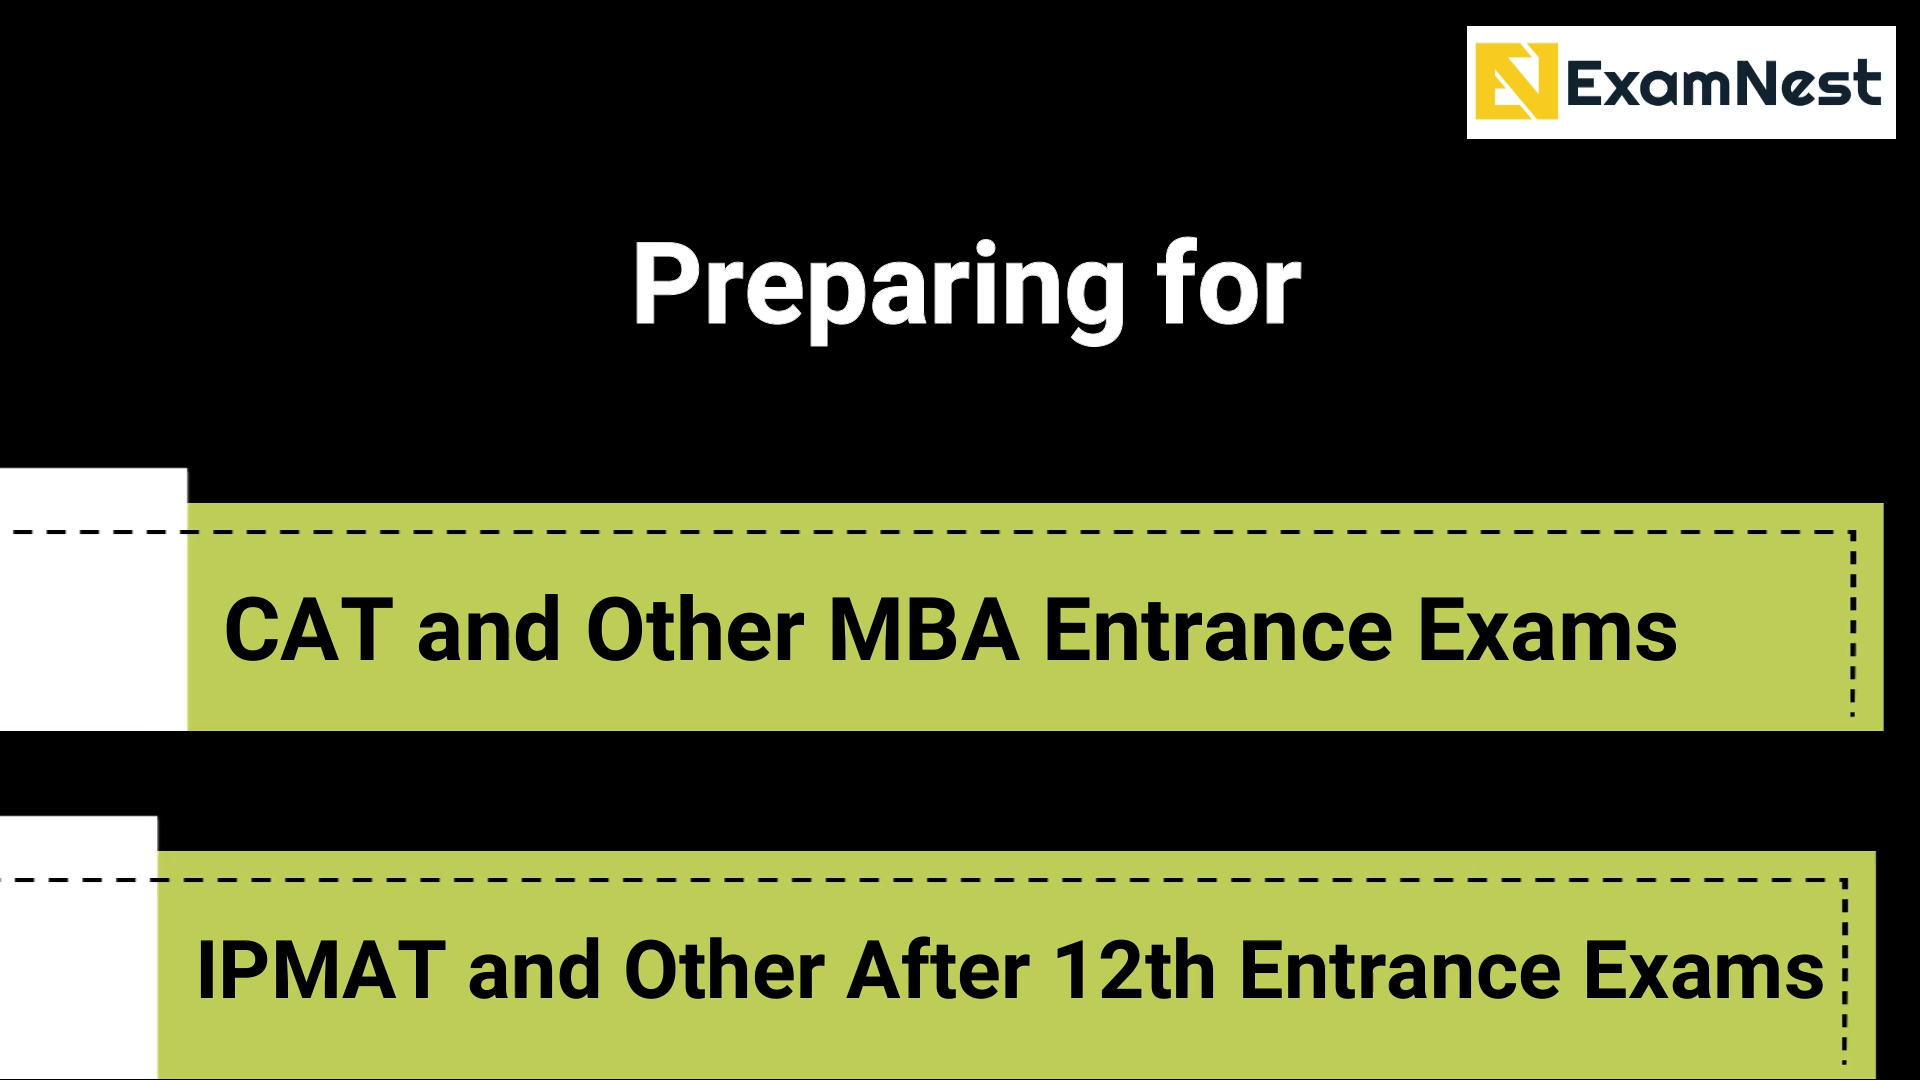 ExamNest
Preparing for
CAT and Other MBA Entrance Exams
IPMAT and Other After 12th Entrance Exams